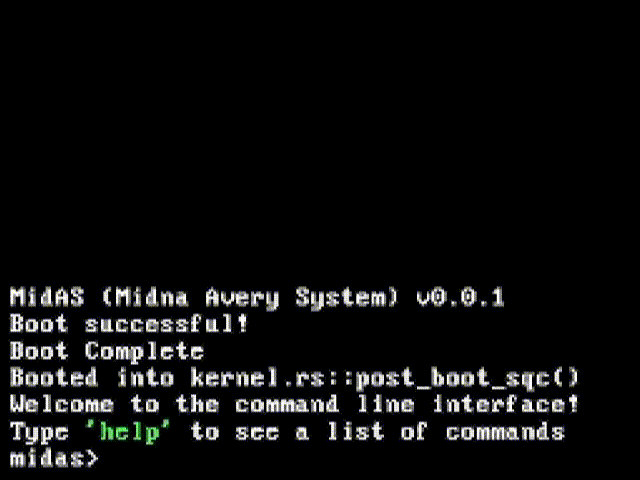 MidAS (Midna Avery System) v0.0.1
Boot successful!
Boot Complete
Booted into kernel.rs::post_boot_sqc()
Welcome to the command line interface!
Type 'help' to see a list of commands
midas>